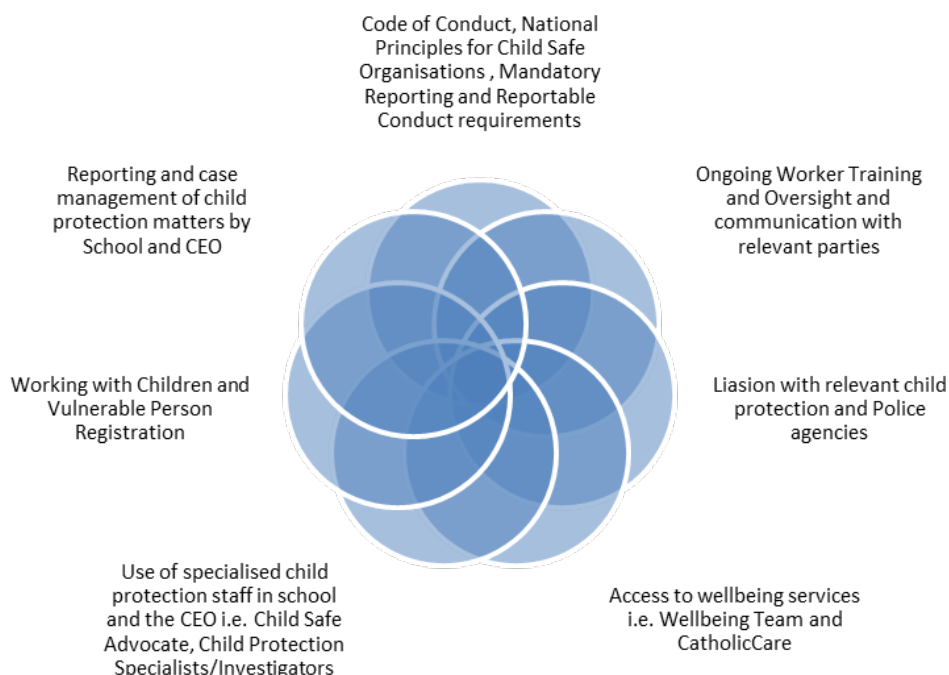 Code of Conduct, National
Principles for Child Safe
Organisations , Mandatory
Reporting and Reportable
Conduct requirements
Ongoing Worker Training
and Oversight and
communication with
relevant parties
Liasion with relevant child
protection and Police
agencies
Access to wellbeing services
i.e. Wellbeing Team and
CatholicCare
Use of specialised child
protection staff in school
and the CEO i.e. Child Safe
Advocate, Child Protection
Specialists/Investigators
Working with Children and
Vulnerable Person
Registration
Reporting and case
management of child
protection matters by
School and CEO